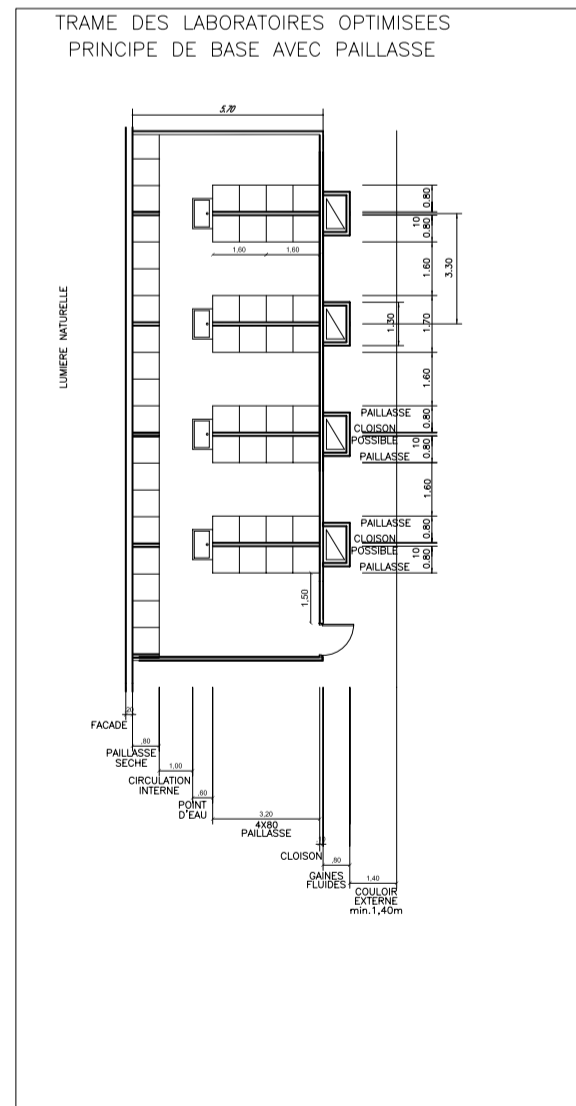 TRAME DES LABORATOIRES OPTIMISEES
PRINCIPE DE BASE AVEC PAILLASSE
5.70
0.80
10
0.80
1,60
1,60
1.60
3.30
LUMIERE NATURELLE
1.30
1.70
1.60
PAILLASSE
0.80
CLOISON
POSSIBLE
10
0.80
PAILLASSE
1.60
PAILLASSE
0.80
CLOISON
POSSIBLE
10
0.80
PAILLASSE
1.50
.20
FACADE
.80
PAILLASSE
SECHE
1,00
CIRCULATION
INTERNE
.60
POINT
D'EAU
3.20
4X80
PAILLASSE
CLOISON
.80
GAINES
FLUIDES
1.40
COULOIR
EXTERNE
min.1,40m